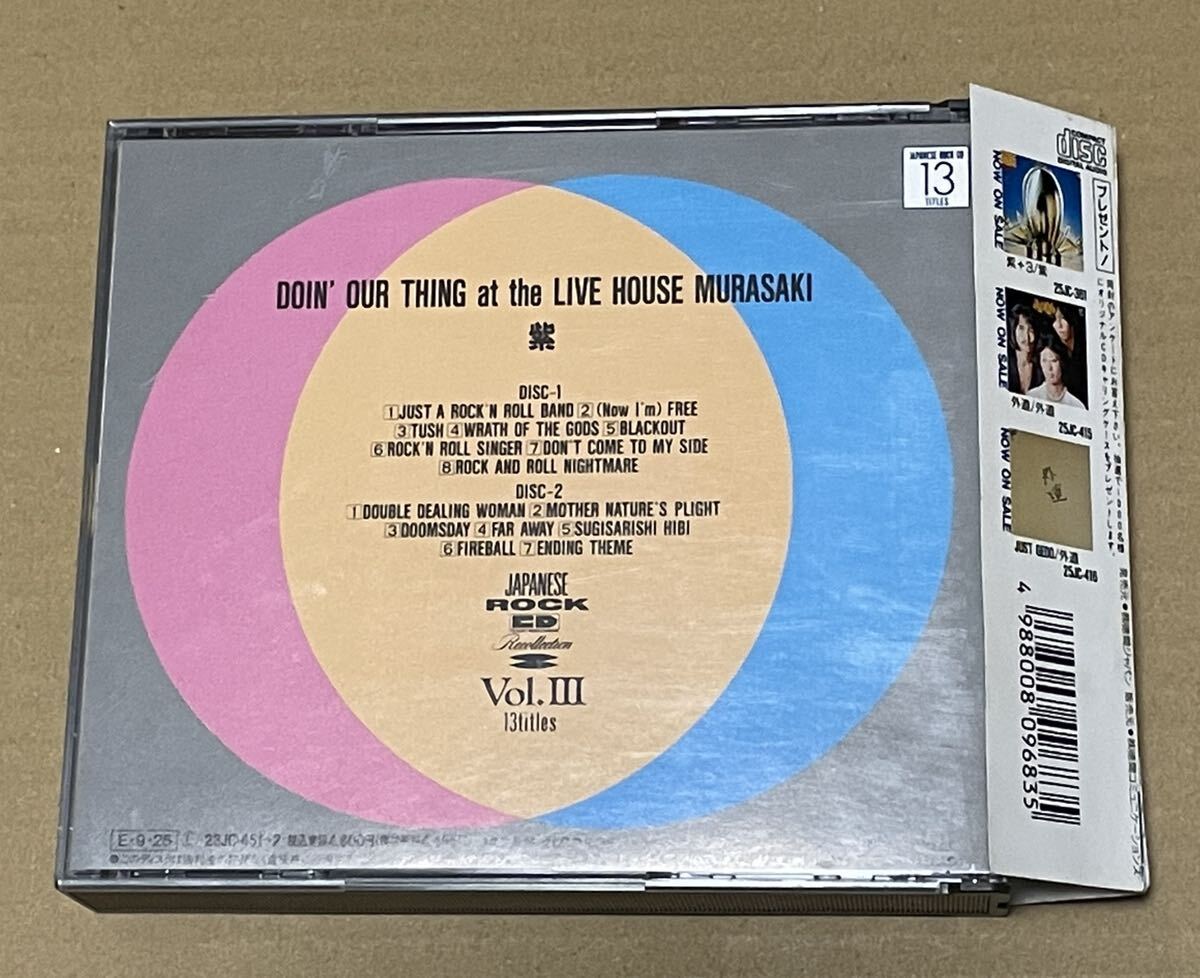 DOIN' OUR THING at the LIVE HOUSE MURASAKI
紫
DISC-1
1 JUST A ROCK'N ROLL BAND 2 (Now I'm) FREE
3 TUSH 4 WRATH OF THE GODS 5 BLACKOUT
6 ROCK'N ROLL SINGER 7 DON'T COME TO MY SIDE
8 ROCK AND ROLL NIGHTMARE
DISC-2
1 DOUBLE DEALING WOMAN 2 MOTHER NATURE'S PLIGHT
3 DOOMSDAY 4 FAR AWAY 5 SUGISARISHI HIBI
6 FIREBALL 7 ENDING THEME
JAPANESE
ROCK
CD
Recollection
Vol.III
13titles
E・9・25
JAPANESE ROCK CD
13
TITLES
COMPACT
disc
DIGITAL AUDIO
プレゼント!
NOW ON SALE
紫+3/紫
25JC-361
NOW ON SALE
外道/外道
25JC-415
NOW ON SALE
外道
JUST GEDO/外道
25JC-416
4 988008 096835